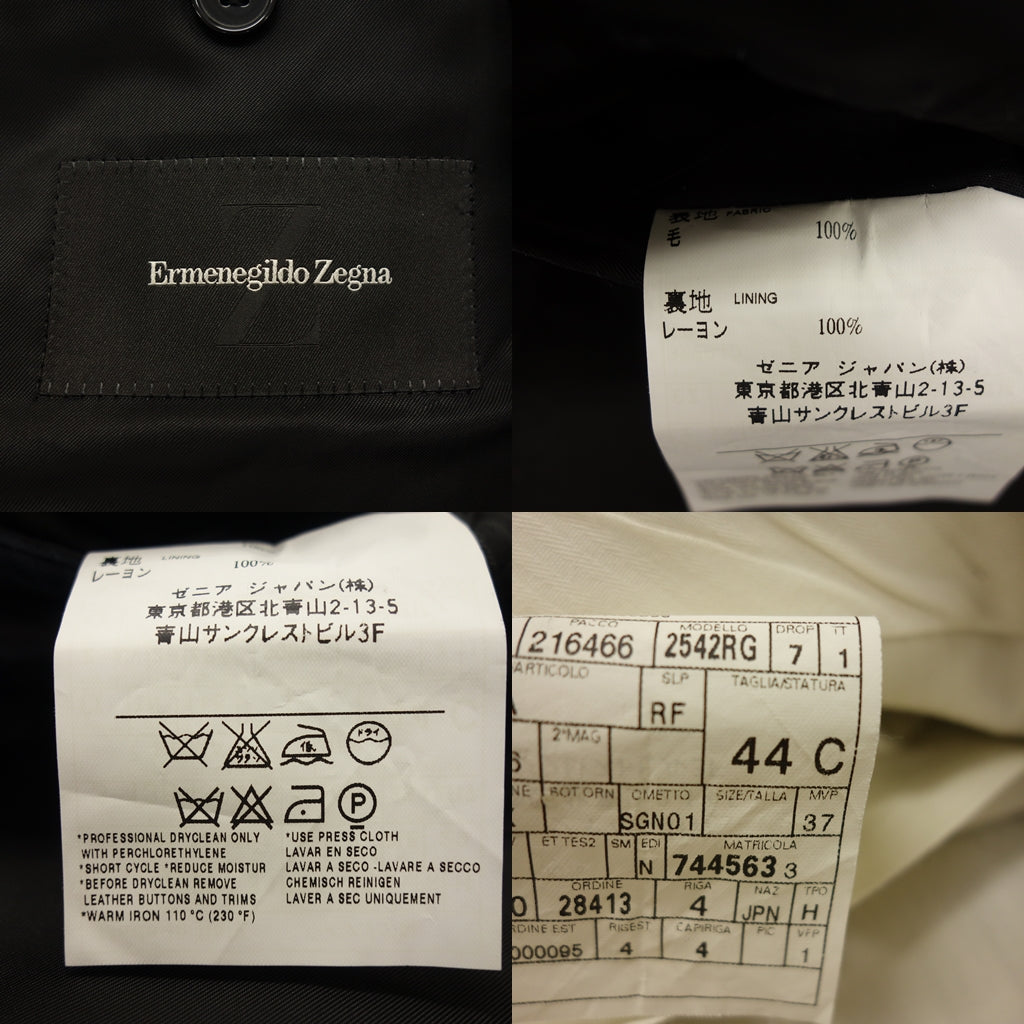 Ermenegildo Zegna
裏地 FABRIC
毛 100%
裏地 LINING
レーヨン 100%
ゼニア ジャパン(株)
東京都港区北青山2-13-5
青山サンクレストビル3F
裏地 LINING
レーヨン 100%
ゼニア ジャパン(株)
東京都港区北青山2-13-5
青山サンクレストビル3F
低 ドライ
P
*PROFESSIONAL DRYCLEAN ONLY
WITH PERCHLORETHYLENE
*SHORT CYCLE *REDUCE MOISTUR
*BEFORE DRYCLEAN REMOVE
LEATHER BUTTONS AND TRIMS
*WARM IRON 110 °C (230 °F)
*USE PRESS CLOTH
LAVAR EN SECO
LAVAR A SECO -LAVARE A SECCO
CHEMISCH REINIGEN
LAVER A SEC UNIQUEMENT
PACCO MODELLO DROP TT
216466 2542RG 7 1
ARTICOLO SLP TAGLIA/STATURA
RF
2°MAG 44 C
BOT ORN OMETTO SIZE/TALLA MVP
SGN01 37
ET TES2 SM EDI MATRICOLA
N 744563 3
ORDINE RIGA NAZ TPO
28413 4 JPN H
RDINE EST RIGEST CAPIRIGA PIC VFP
000095 4 4 1